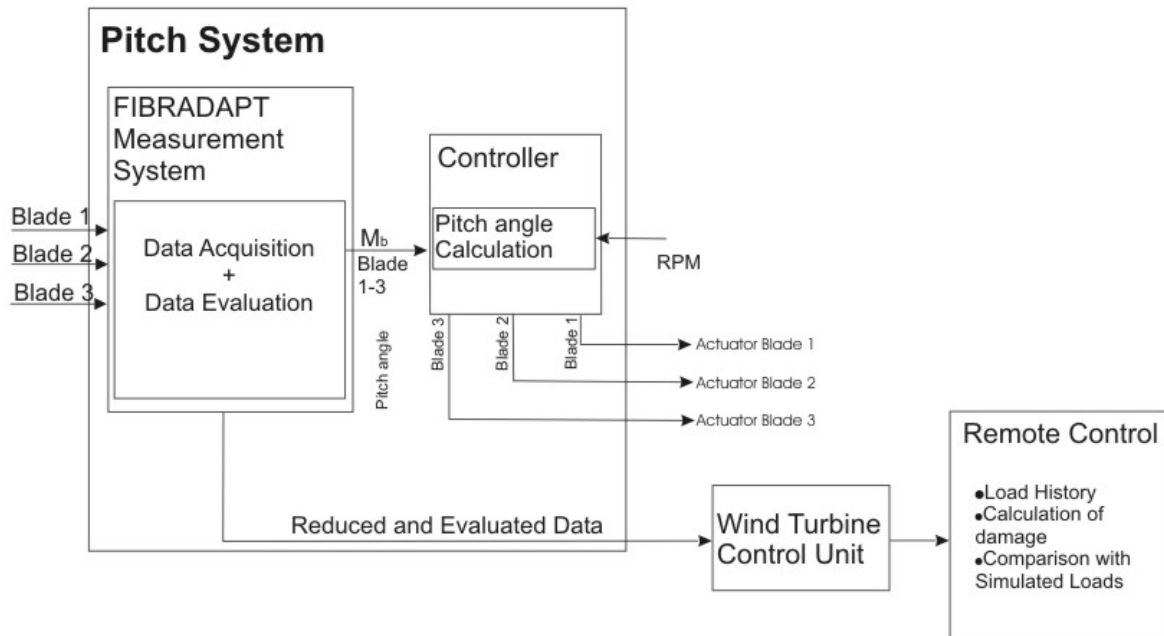 Pitch System
FIBRADAPT
Measurement
System
Blade 1
Blade 2
Blade 3
Data Acquisition
+
Data Evaluation
Mb
Blade
1-3
Pitch angle
Controller
Pitch angle
Calculation
RPM
Blade 3
Blade 2
Blade 1
Actuator Blade 1
Actuator Blade 2
Actuator Blade 3
Reduced and Evaluated Data
Wind Turbine
Control Unit
Remote Control
●Load History
●Calculation of
damage
●Comparison with
Simulated Loads